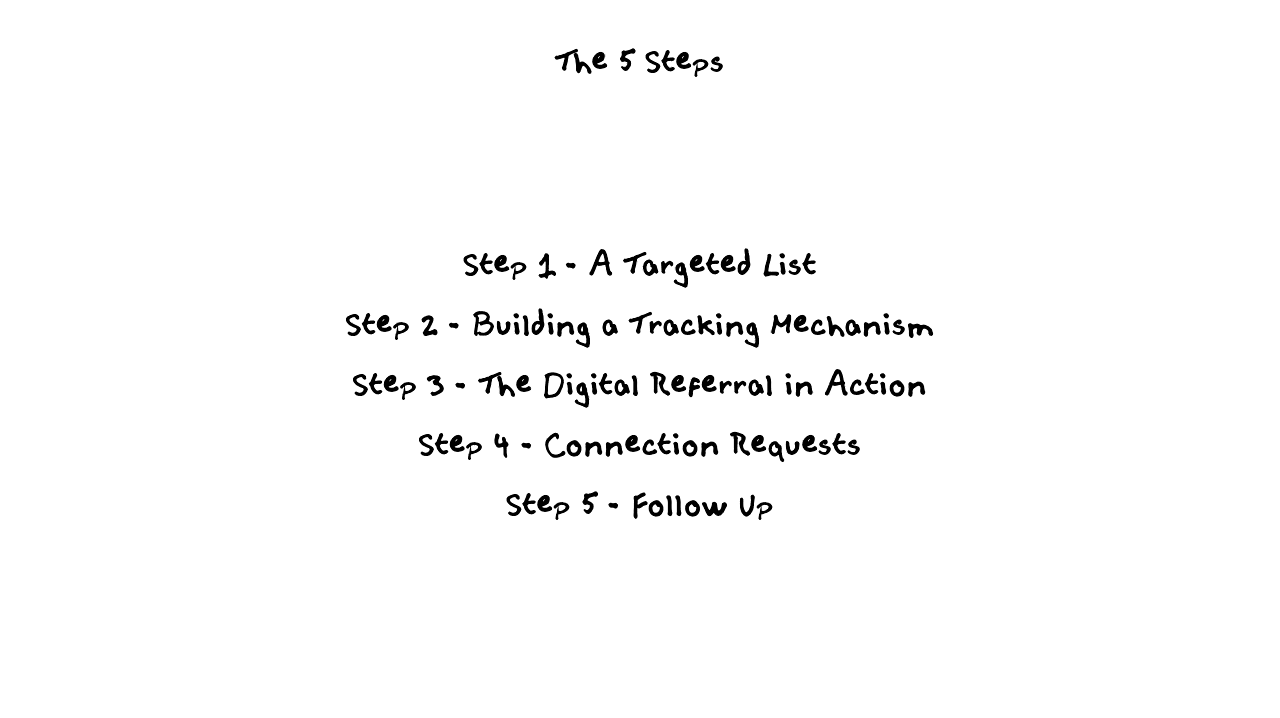 The 5 Steps
Step 1 - A Targeted List
Step 2 - Building a Tracking Mechanism
Step 3 - The Digital Referral in Action
Step 4 - Connection Requests
Step 5 - Follow Up